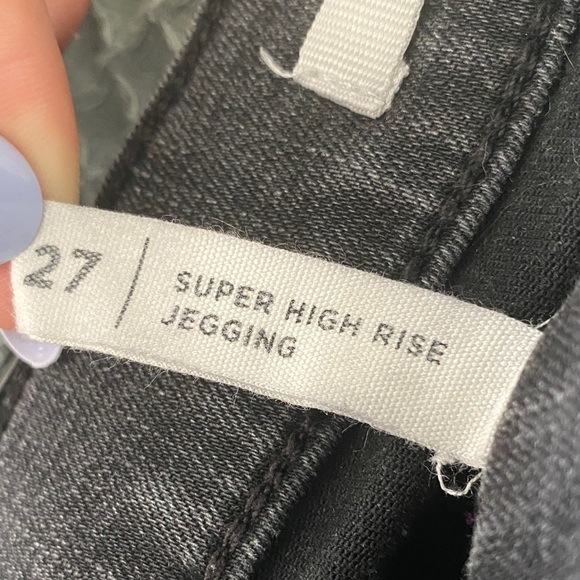 27 | SUPER HIGH RISE
JEGGING